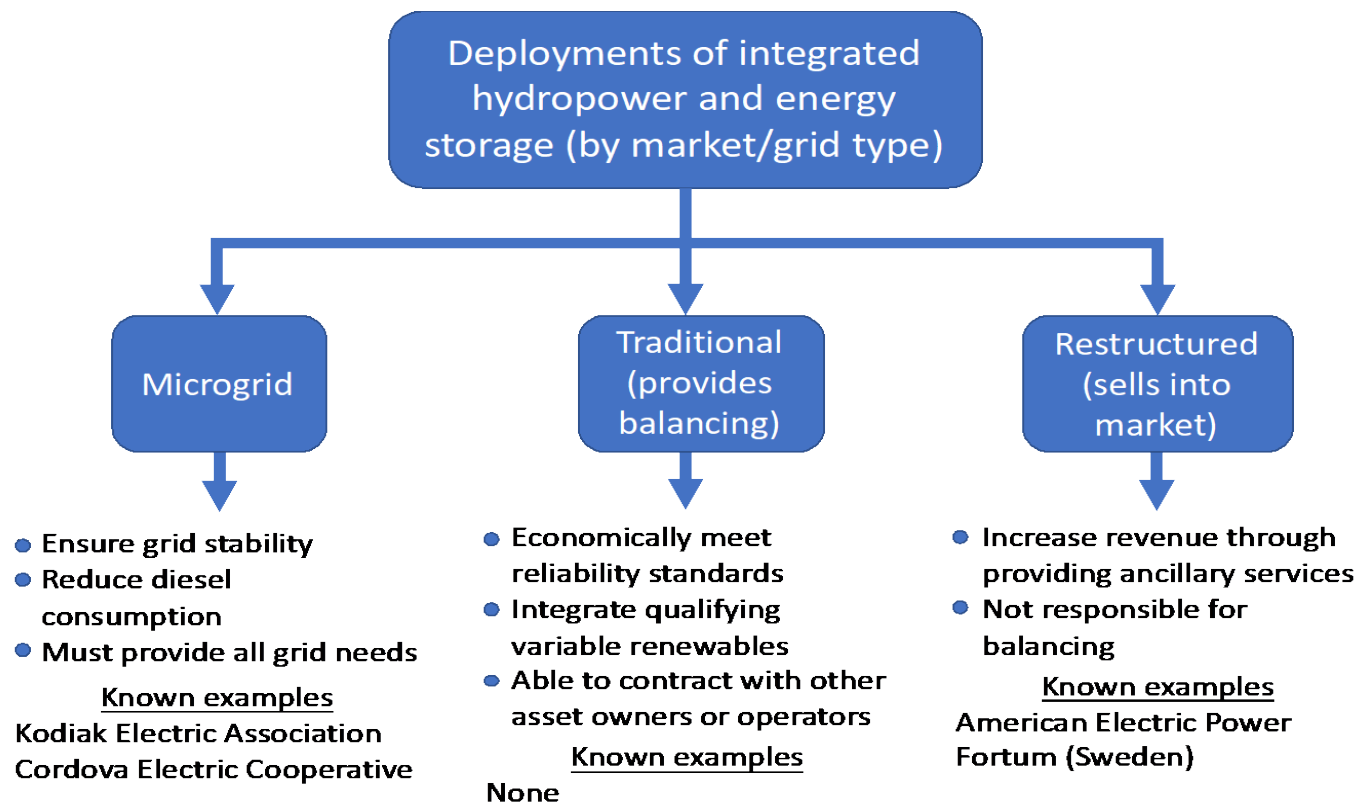 Deployments of integrated
hydropower and energy
storage (by market/grid type)
Microgrid
Traditional
(provides
balancing)
Restructured
(sells into
market)
Ensure grid stability
Reduce diesel
consumption
Must provide all grid needs
Known examples
Kodiak Electric Association
Cordova Electric Cooperative
Economically meet
reliability standards
Integrate qualifying
variable renewables
Able to contract with other
asset owners or operators
Known examples
None
Increase revenue through
providing ancillary services
Not responsible for
balancing
Known examples
American Electric Power
Fortum (Sweden)